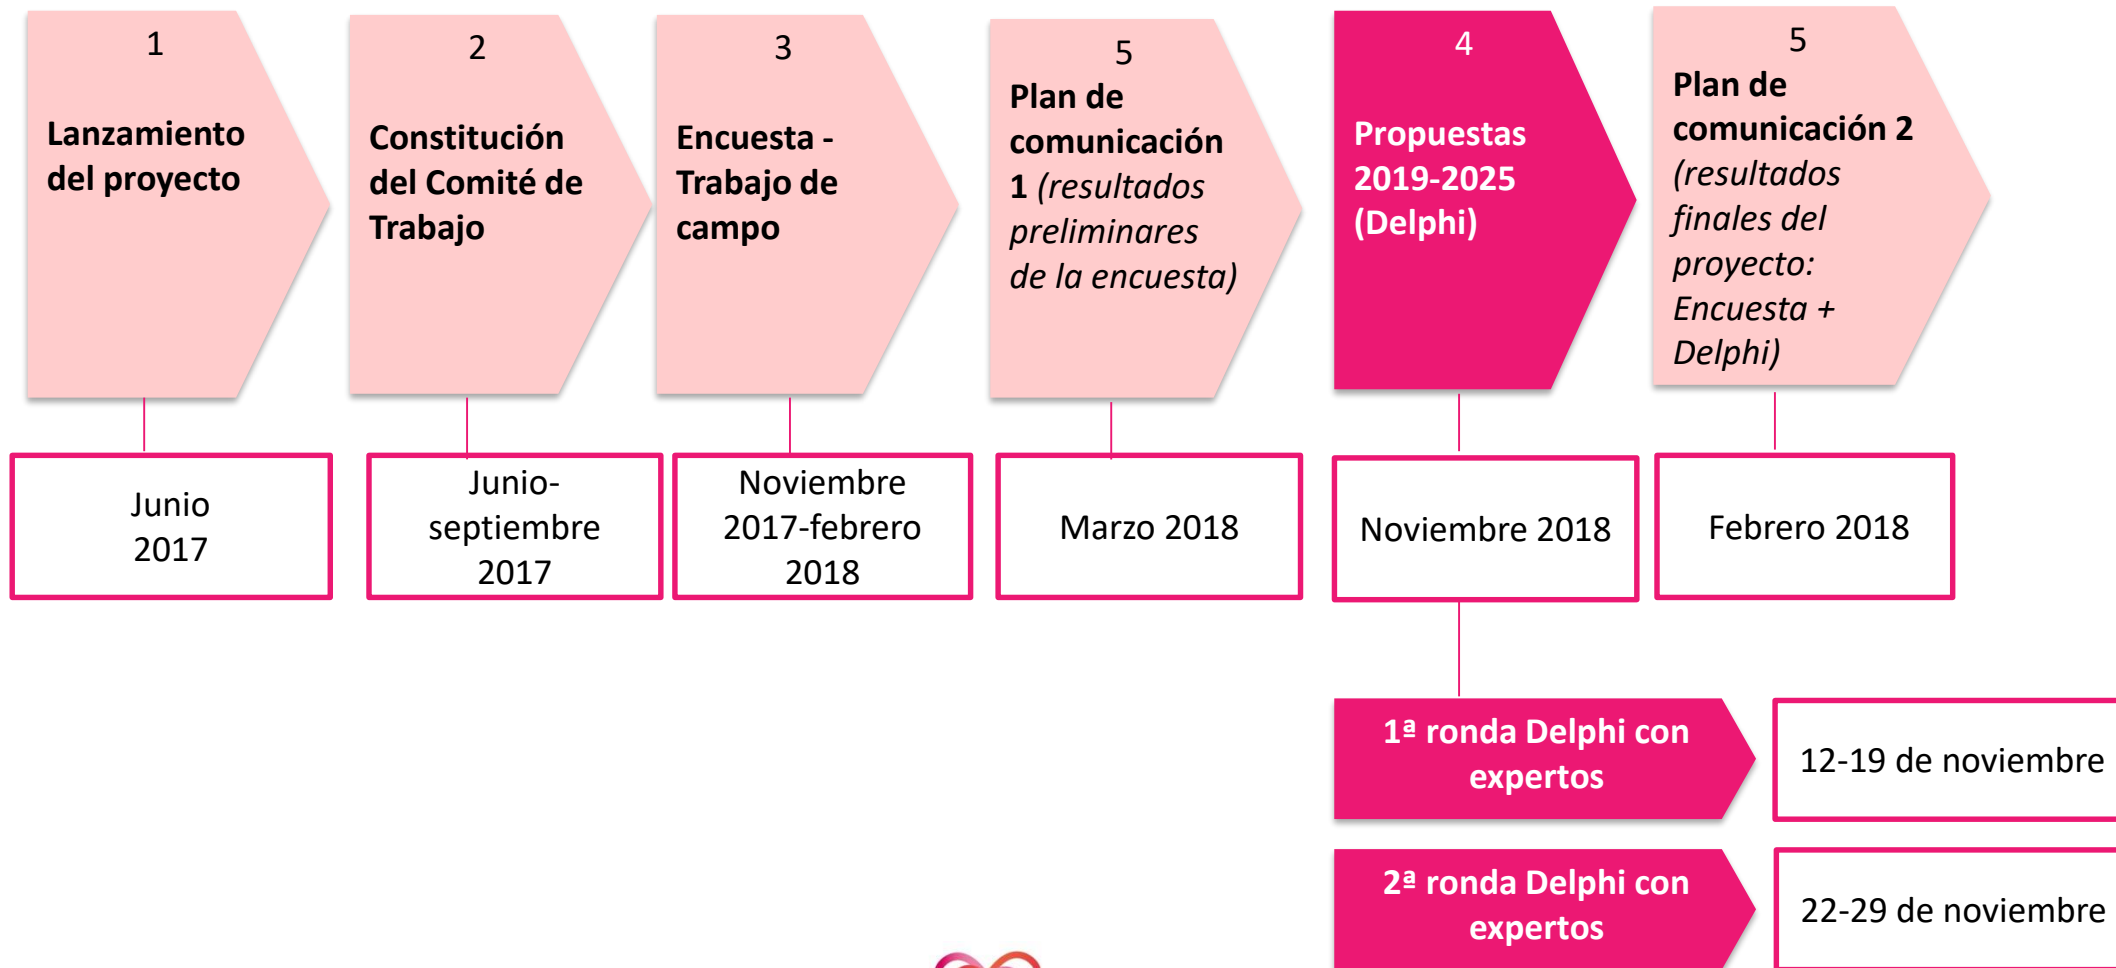 1
Lanzamiento
del proyecto
2
Constitución
del Comité de
Trabajo
3
Encuesta -
Trabajo de
campo
5
Plan de
comunicación
1 (resultados
preliminares
de la encuesta)
4
Propuestas
2019-2025
(Delphi)
5
Plan de
comunicación 2
(resultados
finales del
proyecto:
Encuesta +
Delphi)
Junio
2017
Junio-
septiembre
2017
Noviembre
2017-febrero
2018
Marzo 2018
Noviembre 2018
Febrero 2018
1ª ronda Delphi con
expertos
12-19 de noviembre
2ª ronda Delphi con
expertos
22-29 de noviembre